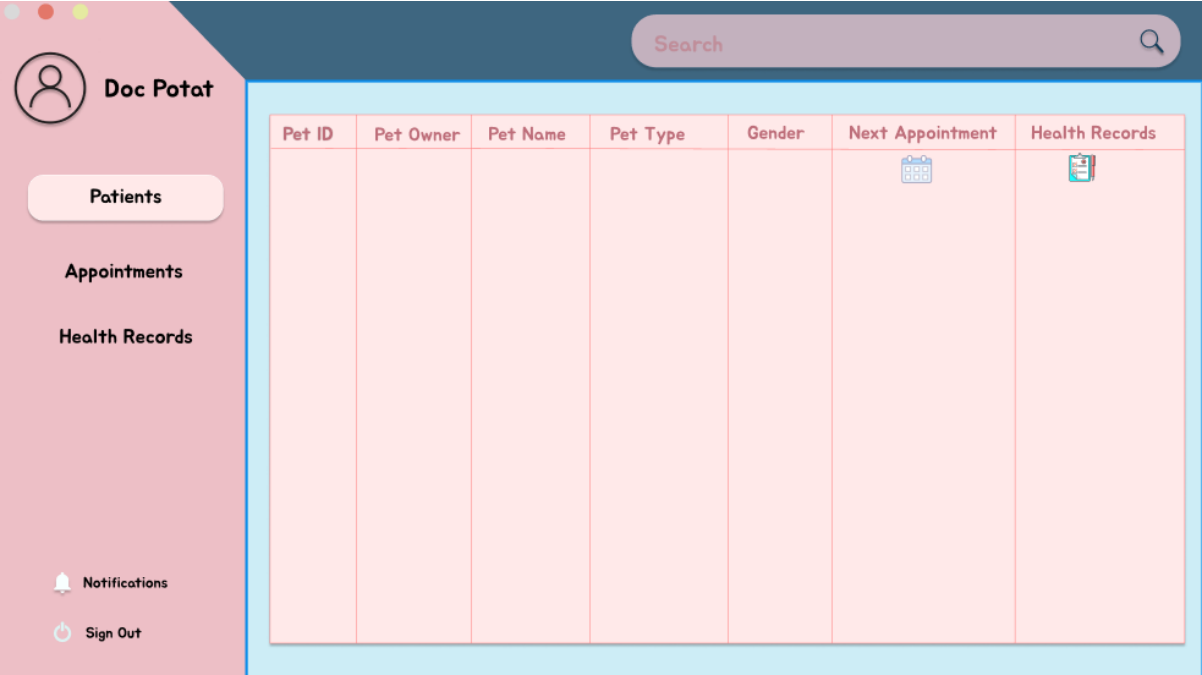 Search
Doc Potat
Patients
Appointments
Health Records
Notifications
Sign Out
Pet ID Pet Owner Pet Name Pet Type Gender Next Appointment Health Records